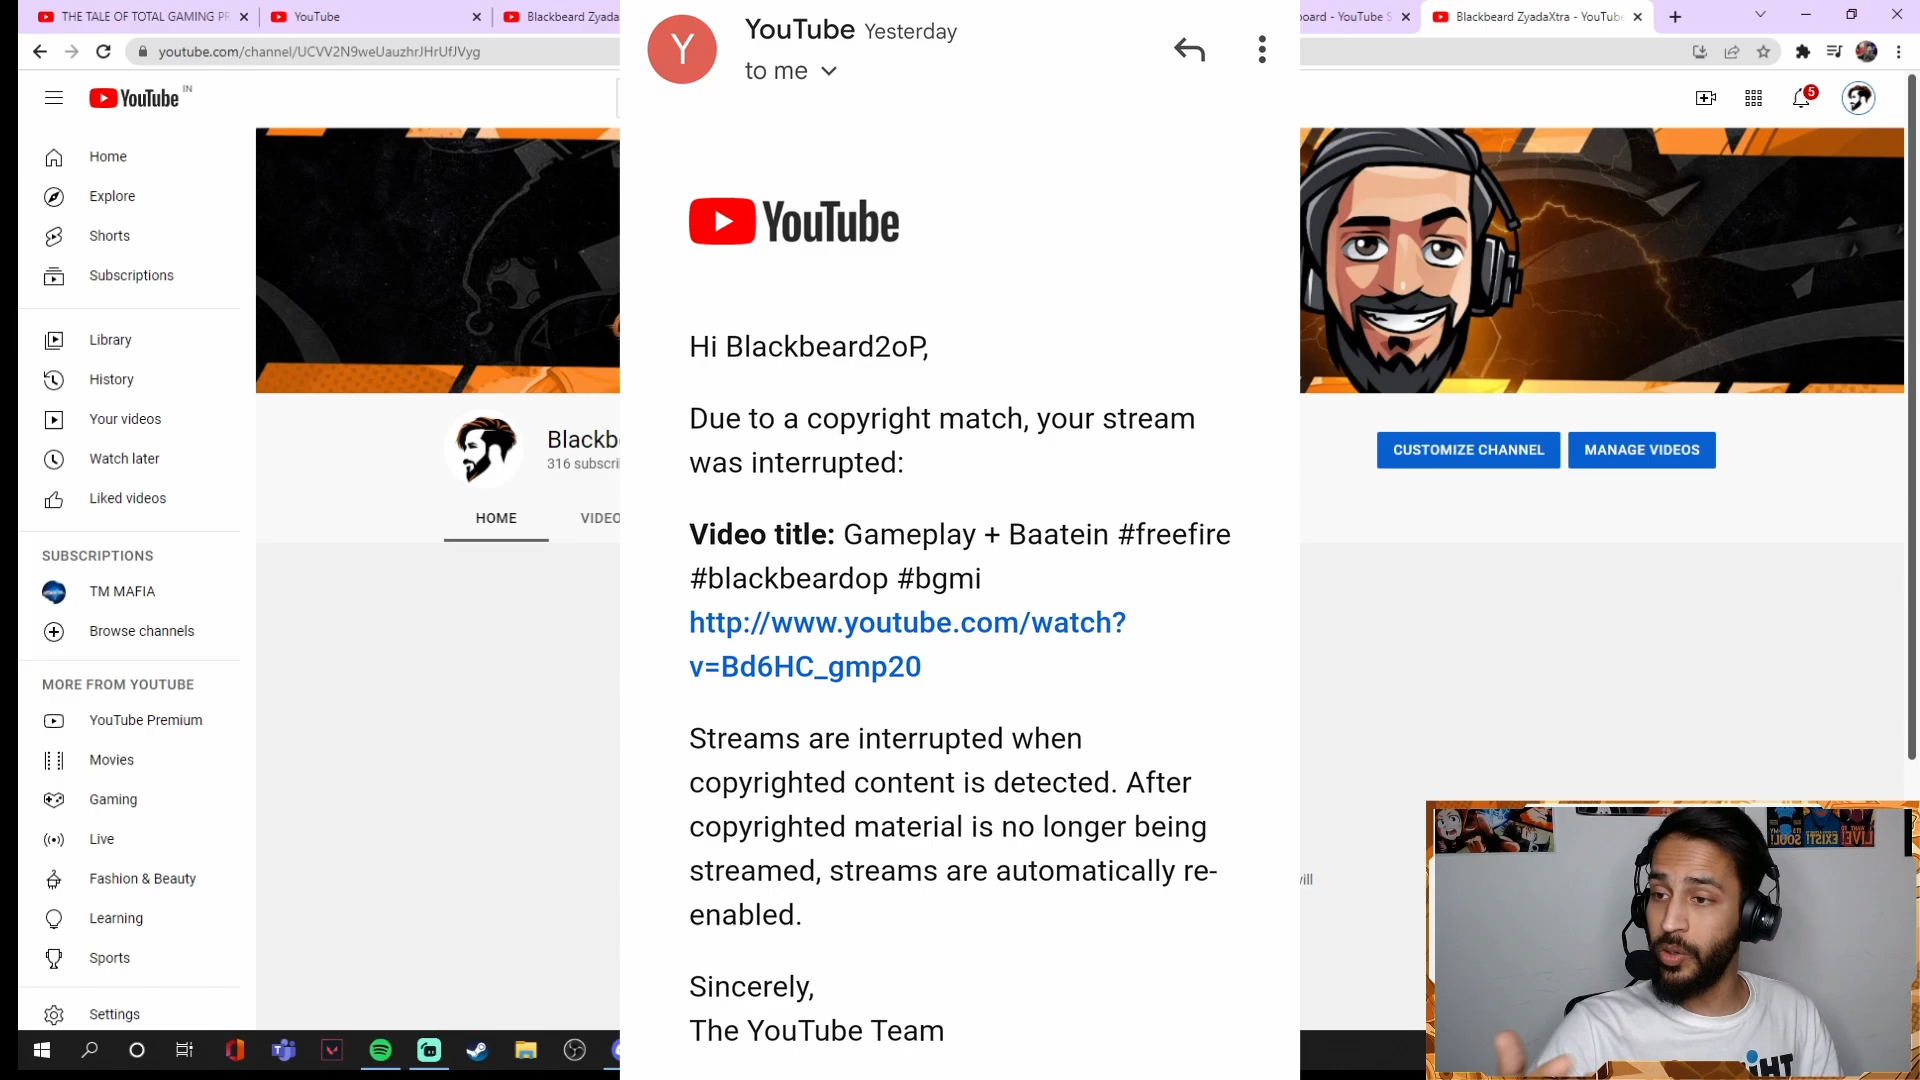 THE TALE OF TOTAL GAMING PR
YouTube
Blackbeard Zyada
board - YouTube S
Blackbeard ZyadaXtra - YouTube
youtube.com/channel/UCVV2N9weUauzhrJHrUfJVyg
YouTube IN
5
Home
Explore
Shorts
Subscriptions
Library
History
Your videos
Watch later
Liked videos
SUBSCRIPTIONS
TM MAFIA
Browse channels
MORE FROM YOUTUBE
YouTube Premium
Movies
Gaming
Live
Fashion & Beauty
Learning
Sports
Settings
Blackb
316 subscri
HOME
VIDEO
CUSTOMIZE CHANNEL
MANAGE VIDEOS
Y
YouTube Yesterday
to me
YouTube
Hi Blackbeard2oP,
Due to a copyright match, your stream
was interrupted:
Video title: Gameplay + Baatein #freefire
#blackbeardop #bgmi
http://www.youtube.com/watch?
v=Bd6HC_gmp20
Streams are interrupted when
copyrighted content is detected. After
copyrighted material is no longer being
streamed, streams are automatically re-
enabled.
Sincerely,
The YouTube Team